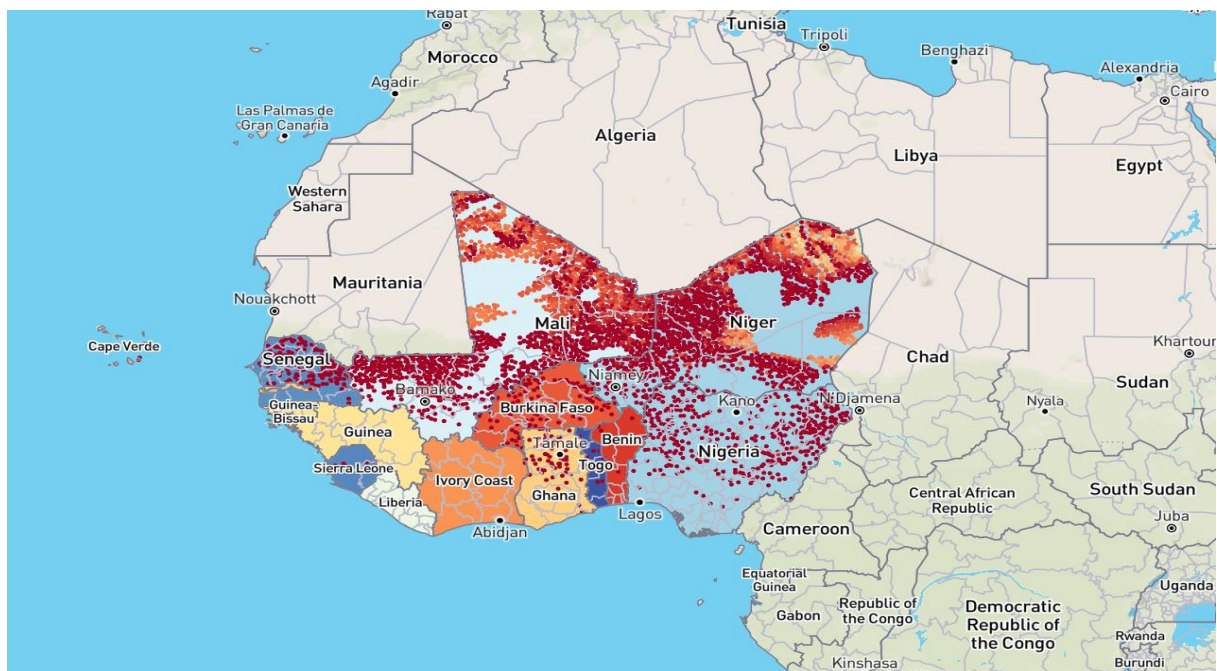 Rabat
Tunisia
Tripoli
Morocco
Benghazi
Agadir
Alexandria
Cairo
Las Palmas de
Gran Canaria
Algeria
Libya
Egypt
Western
Sahara
Mauritania
Nouakchott
Mali
Niger
Cape Verde
Senegal
Chad
Khartoum
Bamako
Niamey
Sudan
Guinea-
Bissau
Burkina Faso
Kano
N'Djamena
Nyala
Guinea
Benin
Tamale
Nigeria
Sierra Leone
Togo
Ivory Coast
Ghana
Liberia
Lagos
Central African
Republic
South Sudan
Abidjan
Cameroon
Juba
Equatorial
Guinea
Uganda
Gabon
Republic of
the Congo
Democratic
Republic of
the Congo
Rwanda
Burundi
Kinshasa